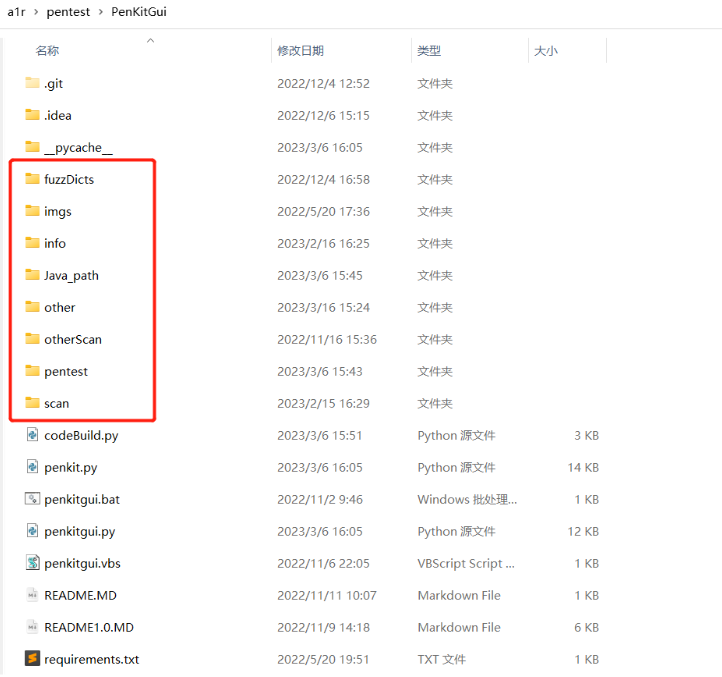 a1r > pentest > PenKitGui
名称 修改日期 类型 大小
.git 2022/12/4 12:52 文件夹
.idea 2022/12/6 15:15 文件夹
__pycache__ 2023/3/6 16:05 文件夹
fuzzDicts 2022/12/4 16:58 文件夹
imgs 2022/5/20 17:36 文件夹
info 2023/2/16 16:25 文件夹
Java_path 2023/3/6 15:45 文件夹
other 2023/3/16 15:24 文件夹
otherScan 2022/11/16 15:36 文件夹
pentest 2023/3/6 15:43 文件夹
scan 2023/2/15 16:29 文件夹
codeBuild.py 2023/3/6 15:51 Python 源文件 3 KB
penkit.py 2023/3/6 16:05 Python 源文件 14 KB
penkitgui.bat 2022/11/2 9:46 Windows 批处理... 1 KB
penkitgui.py 2023/3/6 16:05 Python 源文件 12 KB
penkitgui.vbs 2022/11/6 22:05 VBScript Script ... 1 KB
README.MD 2022/11/11 10:07 Markdown File 1 KB
README1.0.MD 2022/11/9 14:18 Markdown File 6 KB
requirements.txt 2022/5/20 19:51 TXT 文件 1 KB